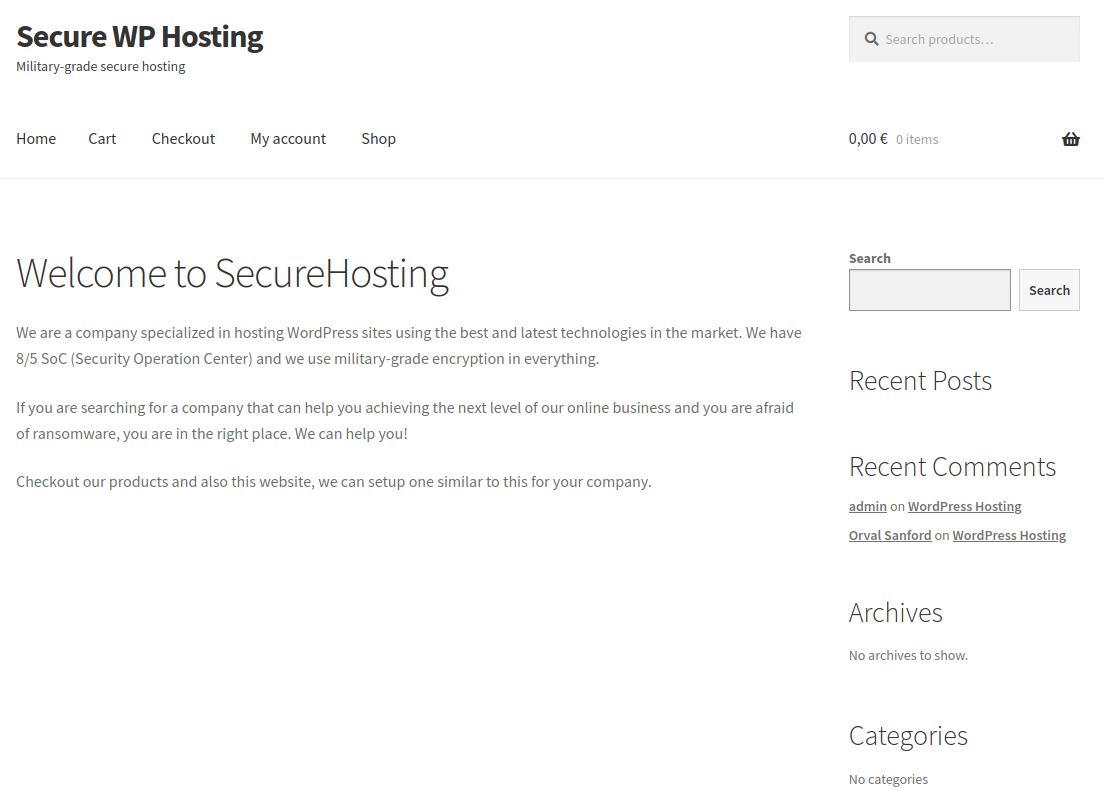 Secure WP Hosting
Military-grade secure hosting
Search products…
Home Cart Checkout My account Shop
0,00 € 0 items
Welcome to SecureHosting
We are a company specialized in hosting WordPress sites using the best and latest technologies in the market. We have
8/5 SoC (Security Operation Center) and we use military-grade encryption in everything.
If you are searching for a company that can help you achieving the next level of our online business and you are afraid
of ransomware, you are in the right place. We can help you!
Checkout our products and also this website, we can setup one similar to this for your company.
Search
Search
Recent Posts
Recent Comments
admin on WordPress Hosting
Orval Sanford on WordPress Hosting
Archives
No archives to show.
Categories
No categories